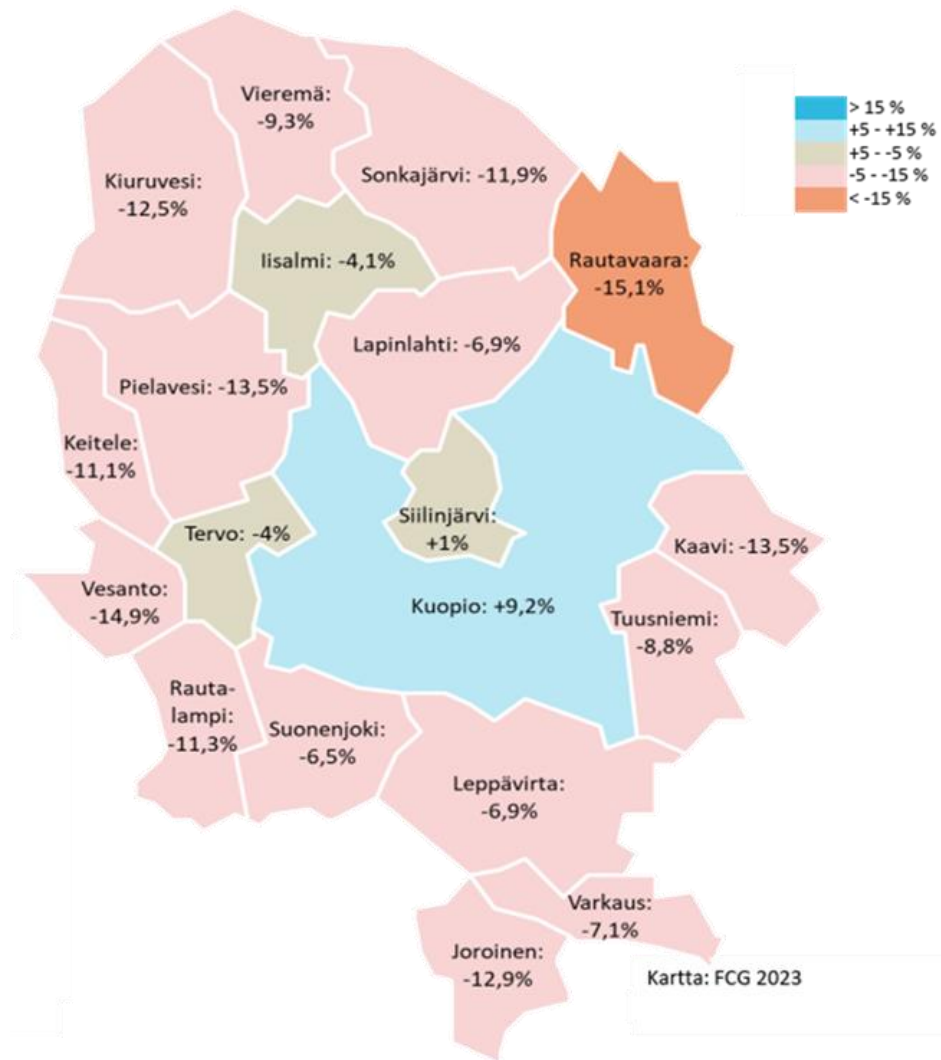 Vieremä:
-9,3%
> 15 %
+5 - +15 %
+5 - -5 %
-5 - -15 %
< -15 %
Kiuruvesi:
-12,5%
Sonkajärvi: -11,9%
Iisalmi: -4,1%
Rautavaara:
-15,1%
Lapinlahti: -6,9%
Pielavesi: -13,5%
Keitele:
-11,1%
Siilinjärvi:
+1%
Tervo: -4%
Kaavi: -13,5%
Vesanto:
-14,9%
Kuopio: +9,2%
Tuusniemi:
-8,8%
Rauta-
lampi:
-11,3%
Suonenjoki:
-6,5%
Leppävirta:
-6,9%
Varkaus:
-7,1%
Joroinen:
-12,9%
Kartta: FCG 2023